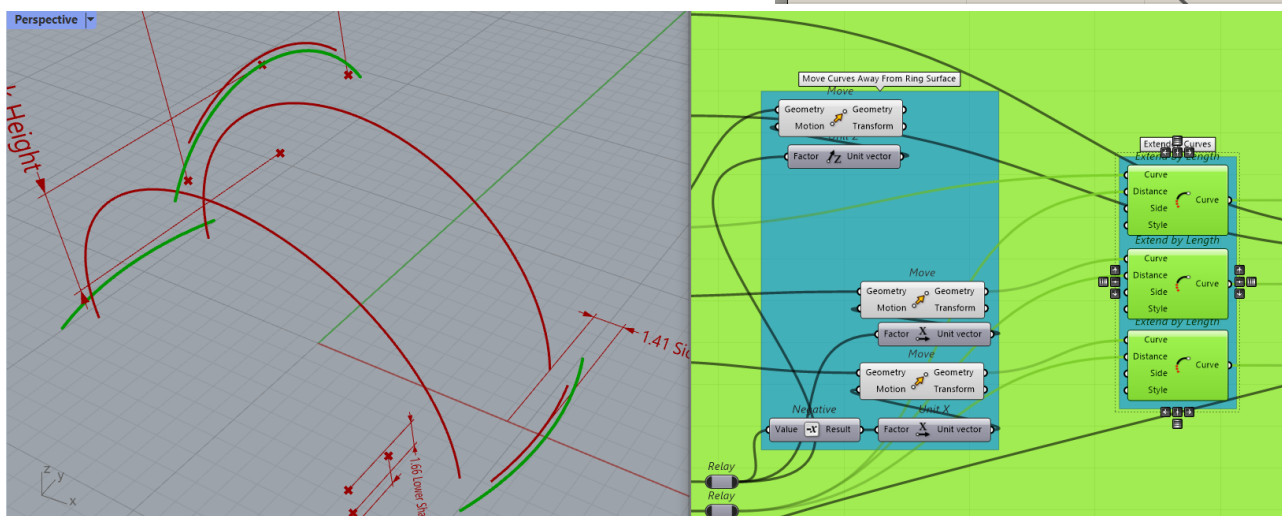 Perspective
Height
1.41
1.66 Lower
z
y
x
Move Curves Away From Ring Surface
Move
Geometry Geometry
Motion Transform
Factor Z Unit vector
Curves
Extend by Length
Curve
Distance
Side Curve
Style
Extend by Length
Curve
Distance
Side Curve
Style
Extend by Length
Curve
Distance
Side Curve
Style
Move
Geometry Geometry
Motion Transform
Factor X Unit vector
Move
Geometry Geometry
Motion Transform
Negative Unit X
Value -x Result Factor X Unit vector
Relay
Relay